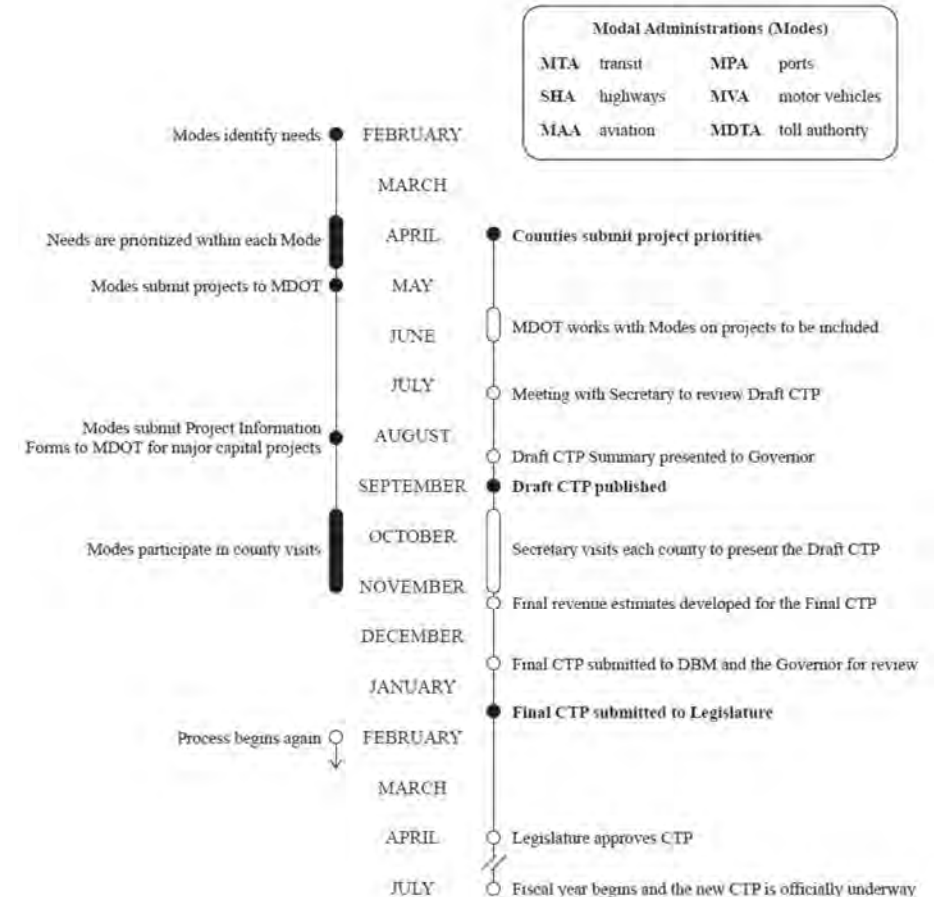 Modal Administrations (Modes)
MTA transit MPA ports
SHA highways MVA motor vehicles
MAA aviation MDTA toll authority
Modes identify needs FEBRUARY
MARCH
Needs are prioritized within each Mode APRIL Counties submit project priorities
Modes submit projects to MDOT MAY
MDOT works with Modes on projects to be included
JUNE
JULY
Meeting with Secretary to review Draft CTP
Modes submit Project Information
Forms to MDOT for major capital projects
AUGUST
Draft CTP Summary presented to Governor
SEPTEMBER Draft CTP published
OCTOBER
Modes participate in county visits
Secretary visits each county to present the Draft CTP
NOVEMBER
Final revenue estimates developed for the Final CTP
DECEMBER
Final CTP submitted to DBM and the Governor for review
JANUARY
Final CTP submitted to Legislature
Process begins again FEBRUARY
MARCH
APRIL Legislature approves CTP
JULY Fiscal year begins and the new CTP is officially underway